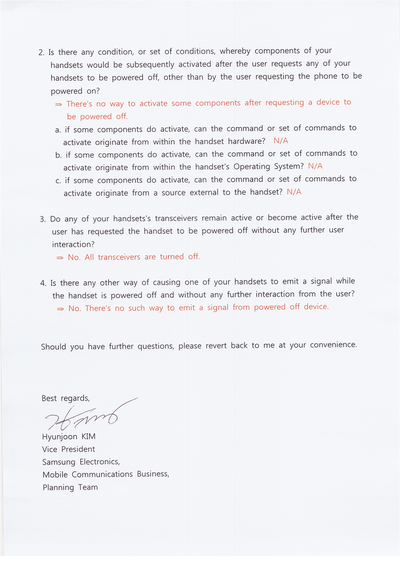 2. Is there any condition, or set of conditions, whereby components of your
handsets would be subsequently activated after the user requests any of your
handsets to be powered off, other than by the user requesting the phone to be
powered on?
⇒ There's no way to activate some components after requesting a device to
be powered off.
a. if some components do activate, can the command or set of commands to
activate originate from within the handset hardware? N/A
b. if some components do activate, can the command or set of commands to
activate originate from within the handset's Operating System? N/A
c. if some components do activate, can the command or set of commands to
activate originate from a source external to the handset? N/A
3. Do any of your handsets's transceivers remain active or become active after the
user has requested the handset to be powered off without any further user
interaction?
⇒ No. All transceivers are turned off.
4. Is there any other way of causing one of your handsets to emit a signal while
the handset is powered off and without any further interaction from the user?
⇒ No. There's no such way to emit a signal from powered off device.
Should you have further questions, please revert back to me at your convenience.
Best regards,
Hyunjoon KIM
Vice President
Samsung Electronics,
Mobile Communications Business,
Planning Team